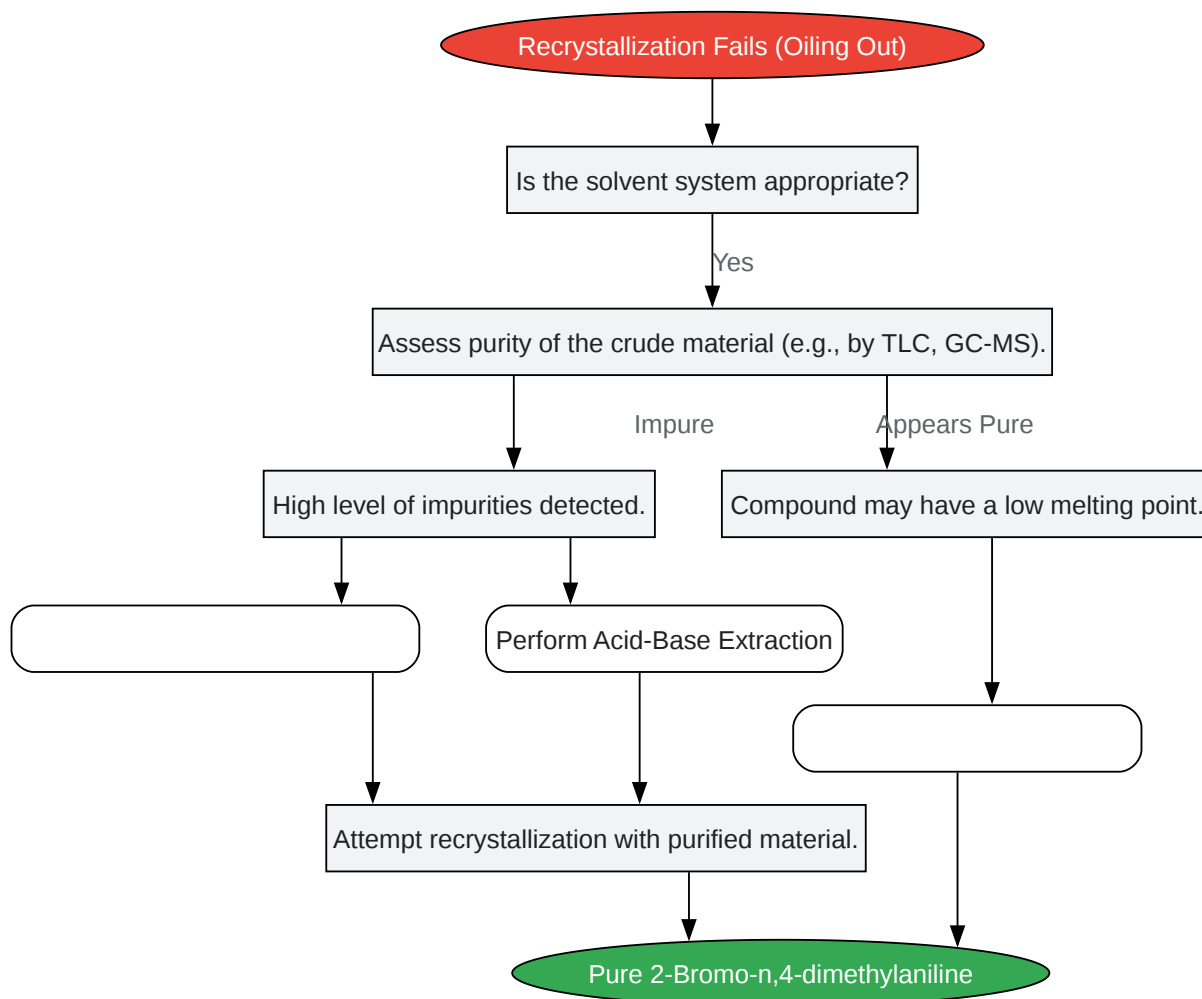 Recrystallization Fails (Oiling Out)
Is the solvent system appropriate?
Yes
Assess purity of the crude material (e.g., by TLC, GC-MS).
Impure
Appears Pure
High level of impurities detected.
Compound may have a low melting point.
Perform Acid-Base Extraction
Attempt recrystallization with purified material.
Pure 2-Bromo-n,4-dimethylaniline